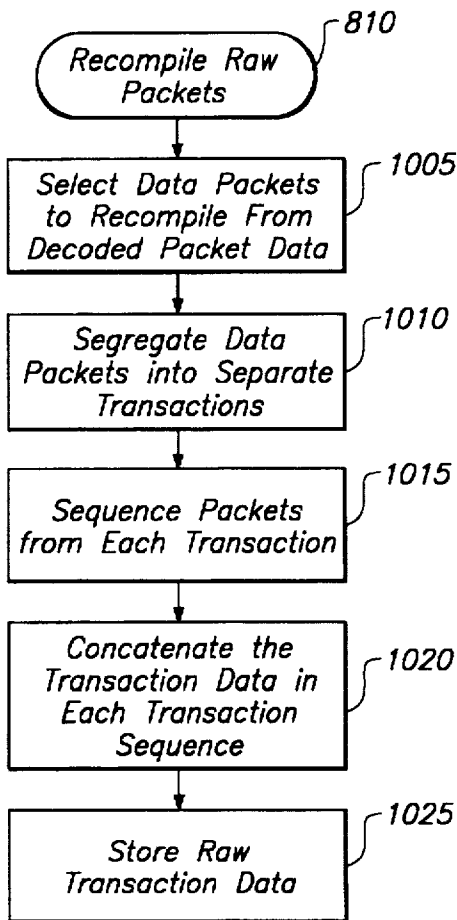 810
Recompile Raw
Packets
1005
Select Data Packets
to Recompile From
Decoded Packet Data
1010
Segregate Data
Packets into Separate
Transactions
1015
Sequence Packets
from Each Transaction
1020
Concatenate the
Transaction Data in
Each Transaction
Sequence
1025
Store Raw
Transaction Data